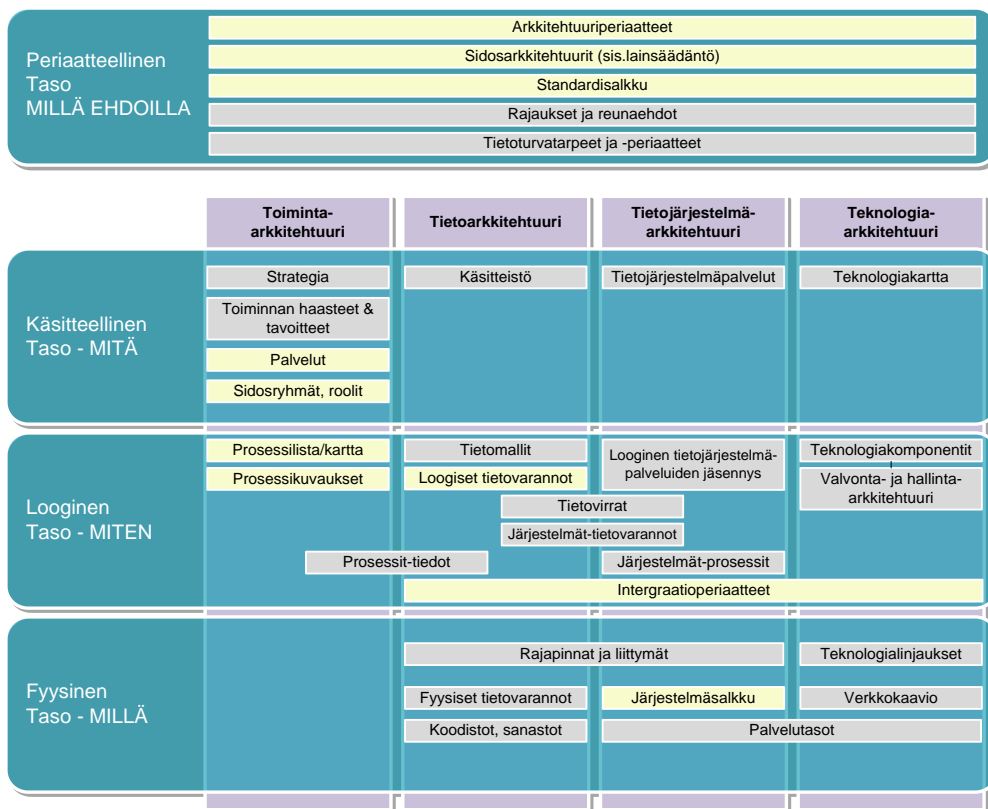 Periaatteellinen
Taso
MILLÄ EHDOILLA
Arkkitehtuuriperiaatteet
Sidosarkkitehtuurit (sis.lainsäädäntö)
Standardisalkku
Rajaukset ja reunaehdot
Tietoturvatarpeet ja -periaatteet
Toiminta-
arkkitehtuuri
Tietoarkkitehtuuri
Tietojärjestelmä-
arkkitehtuuri
Teknologia-
arkkitehtuuri
Käsitteellinen
Taso - MITÄ
Strategia
Käsitteistö
Tietojärjestelmäpalvelut
Teknologiakartta
Toiminnan haasteet &
tavoitteet
Palvelut
Sidosryhmät, roolit
Looginen
Taso - MITEN
Prosessilista/kartta
Tietomallit
Looginen tietojärjestelmä-
palveluiden jäsennys
Teknologiakomponentit
Prosessikuvaukset
Loogiset tietovarannot
Valvonta- ja hallinta-
arkkitehtuuri
Tietovirrat
Järjestelmät-tietovarannot
Prosessit-tiedot
Järjestelmät-prosessit
Intergraatioperiaatteet
Fyysinen
Taso - MILLÄ
Rajapinnat ja liittymät
Teknologialinjaukset
Fyysiset tietovarannot
Järjestelmäsalkku
Verkkokaavio
Koodistot, sanastot
Palvelutasot